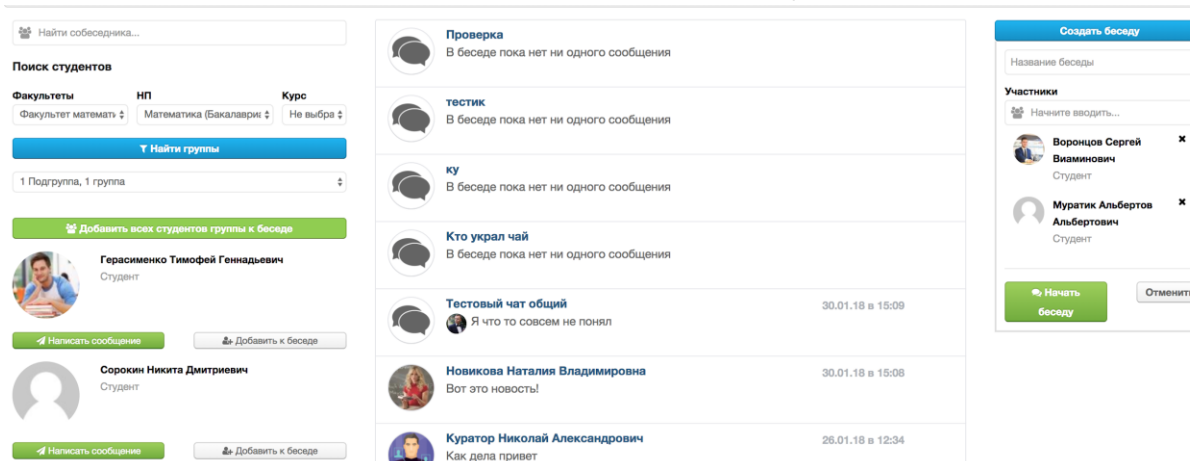 Найти собеседника...
Поиск студентов
Факультеты НП Курс
Факультет математ Математика (Бакалавриа Не выбра
Найти группы
1 Подгруппа, 1 группа
Добавить всех студентов группы к беседе
Герасименко Тимофей Геннадьевич
Студент
Написать сообщение Добавить к беседе
Сорокин Никита Дмитриевич
Студент
Написать сообщение Добавить к беседе
Проверка
В беседе пока нет ни одного сообщения
тестик
В беседе пока нет ни одного сообщения
ку
В беседе пока нет ни одного сообщения
Кто украл чай
В беседе пока нет ни одного сообщения
Тестовый чат общий 30.01.18 в 15:09
Я что то совсем не понял
Новикова Наталия Владимировна 30.01.18 в 15:08
Вот это новость!
Куратор Николай Александрович 26.01.18 в 12:34
Как дела привет
Создать беседу
Название беседы
Участники
Начните вводить...
Воронцов Сергей
Виаминович
Студент
Муратик Альбертов
Альбертович
Студент
Начать
беседу
Отменить